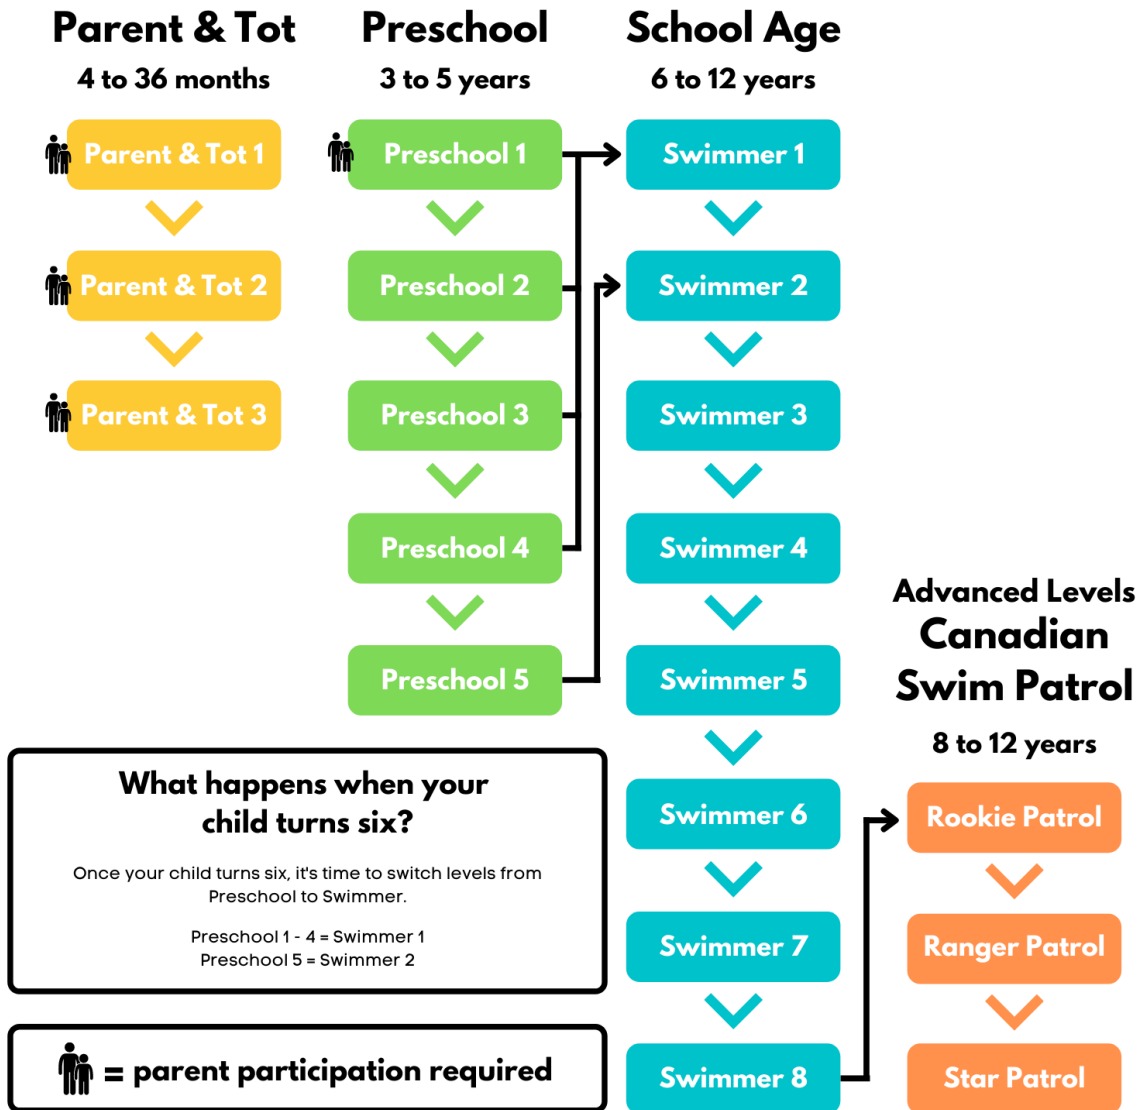 Parent & Tot
4 to 36 months
Parent & Tot 1
Parent & Tot 2
Parent & Tot 3
Preschool
3 to 5 years
Preschool 1
Preschool 2
Preschool 3
Preschool 4
Preschool 5
School Age
6 to 12 years
Swimmer 1
Swimmer 2
Swimmer 3
Swimmer 4
Swimmer 5
Swimmer 6
Swimmer 7
Swimmer 8
Advanced Levels
Canadian
Swim Patrol
8 to 12 years
Rookie Patrol
Ranger Patrol
Star Patrol
What happens when your
child turns six?
Once your child turns six, it's time to switch levels from
Preschool to Swimmer.
Preschool 1 - 4 = Swimmer 1
Preschool 5 = Swimmer 2
= parent participation required